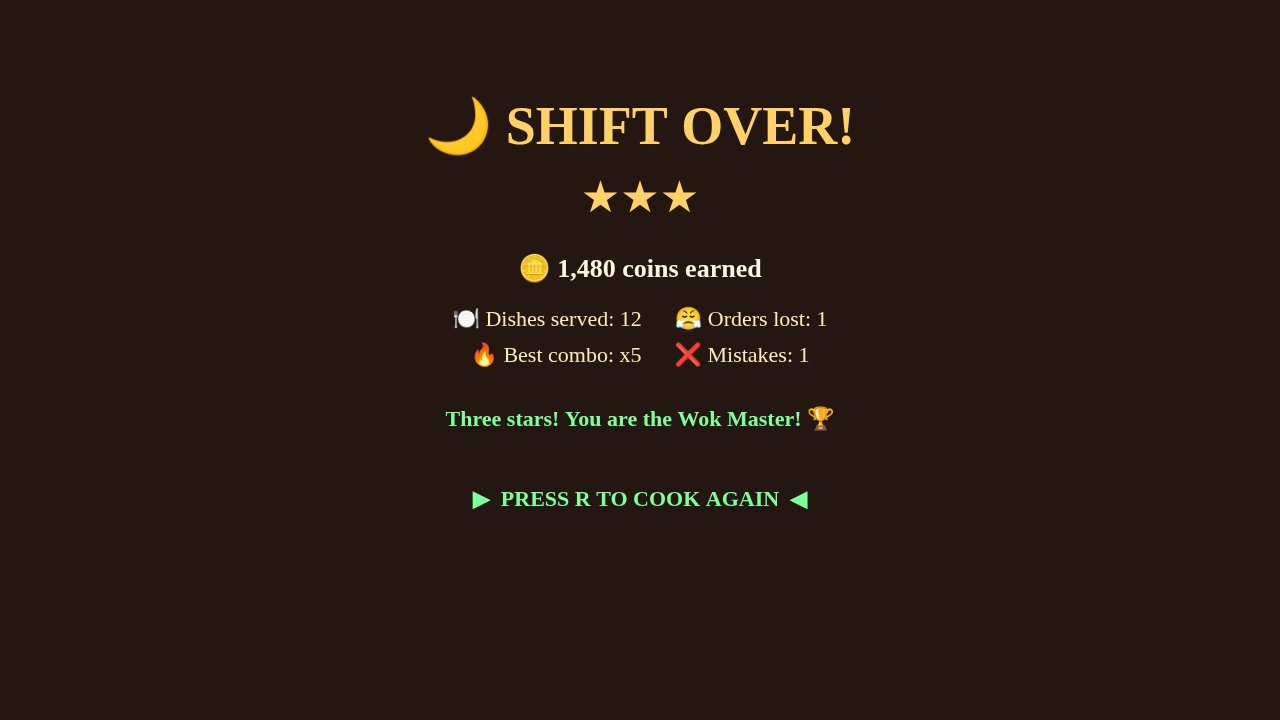 🌙 SHIFT OVER!
★★★
🪙 1,480 coins earned
🍽️ Dishes served: 12 😤 Orders lost: 1
🔥 Best combo: x5 ❌ Mistakes: 1
Three stars! You are the Wok Master! 🏆
▶ PRESS R TO COOK AGAIN ◀